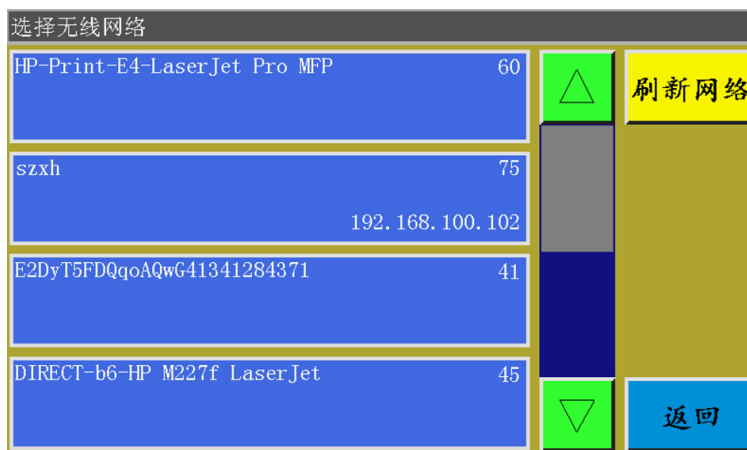 选择无线网络
HP-Print-E4-LaserJet Pro MFP 60
刷新网络
szxh 75
192.168.100.102
E2DyT5FDQqoAQwG41341284371 41
DIRECT-b6-HP M227f LaserJet 45
返回